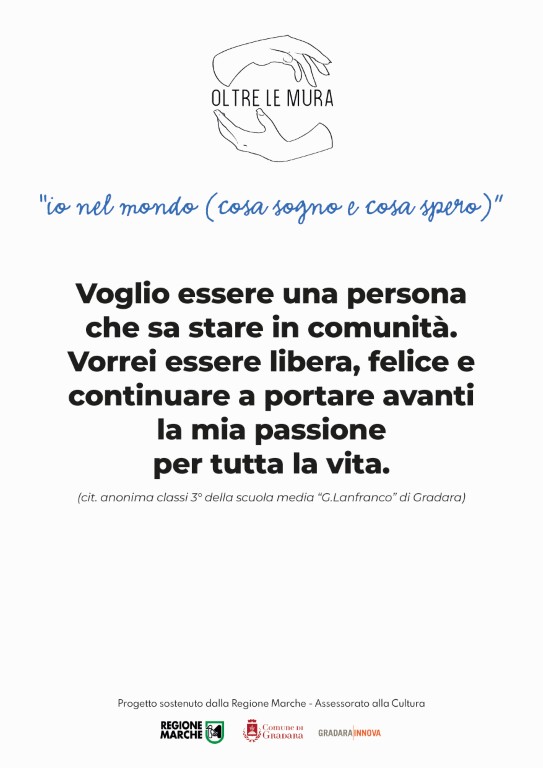 OLTRE LE MURA
"io nel mondo (cosa sogno e cosa spero)"
Voglio essere una persona
che sa stare in comunità.
Vorrei essere libera, felice e
continuare a portare avanti
la mia passione
per tutta la vita.
(cit. anonima classi 3° della scuola media “G.Lanfranco” di Gradara)
Progetto sostenuto dalla Regione Marche - Assessorato alla Cultura
REGIONE
MARCHE
Comune di
Gradara
GRADARA INNOVA